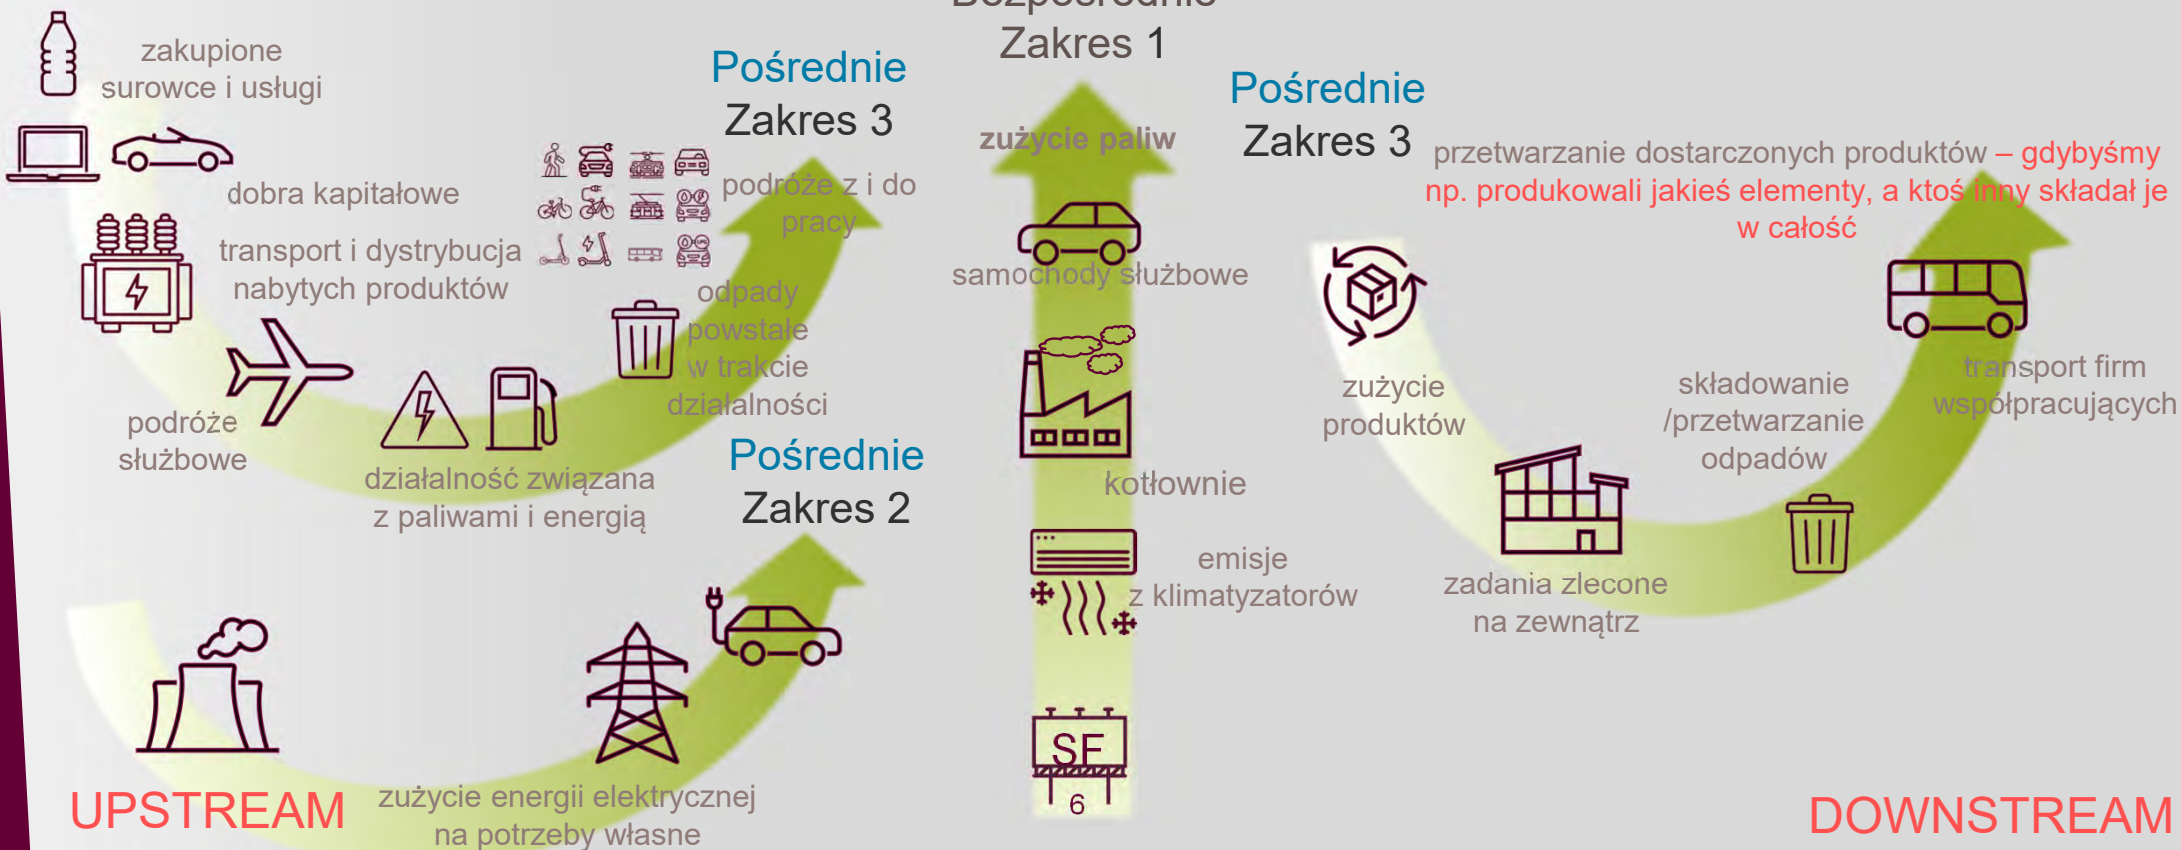 zakupione
surowce i usługi
dobra kapitałowe
transport i dystrybucja
nabytych produktów
podróże
służbowe
działalność związana
z paliwami i energią
odpady
powstałe
w trakcie
działalności
podróże z i do
pracy
Pośrednie
Zakres 3
Pośrednie
Zakres 2
zużycie energii elektrycznej
na potrzeby własne
UPSTREAM
Bezpośrednie
Zakres 1
zużycie paliw
samochody służbowe
kotłownie
emisje
z klimatyzatorów
SF
6
Pośrednie
Zakres 3
przetwarzanie dostarczonych produktów – gdybyśmy
np. produkowali jakieś elementy, a ktoś inny składał je
w całość
zużycie
produktów
zadania zlecone
na zewnątrz
składowanie
/przetwarzanie
odpadów
transport firm
współpracujących
DOWNSTREAM